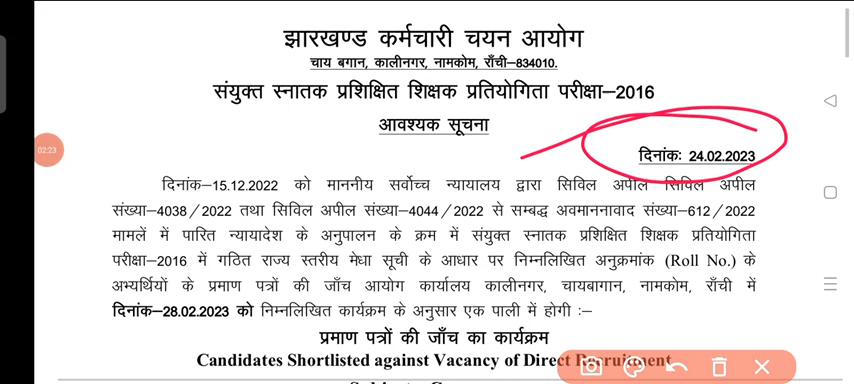 झारखण्ड कर्मचारी चयन आयोग
चाय बगान, कालीनगर, नामकोम, राँची–834010.
संयुक्त स्नातक प्रशिक्षित शिक्षक प्रतियोगिता परीक्षा–2016
आवश्यक सूचना
दिनांकः 24.02.2023
02:23
दिनांक–15.12.2022 को माननीय सर्वोच्च न्यायालय द्वारा सिविल अपील सिविल अपील
संख्या–4038/2022 तथा सिविल अपील संख्या–4044/2022 से सम्बद्ध अवमाननावाद संख्या–612/2022
मामलें में पारित न्यायादेश के अनुपालन के क्रम में संयुक्त स्नातक प्रशिक्षित शिक्षक प्रतियोगिता
परीक्षा–2016 में गठित राज्य स्तरीय मेधा सूची के आधार पर निम्नलिखित अनुक्रमांक (Roll No.) के
अभ्यर्थियों के प्रमाण पत्रों की जाँच आयोग कार्यालय कालीनगर, चायबागान, नामकोम, राँची में
दिनांक–28.02.2023 को निम्नलिखित कार्यक्रम के अनुसार एक पाली में होगी :–
प्रमाण पत्रों की जाँच का कार्यक्रम
Candidates Shortlisted against Vacancy of Direct Recruitment